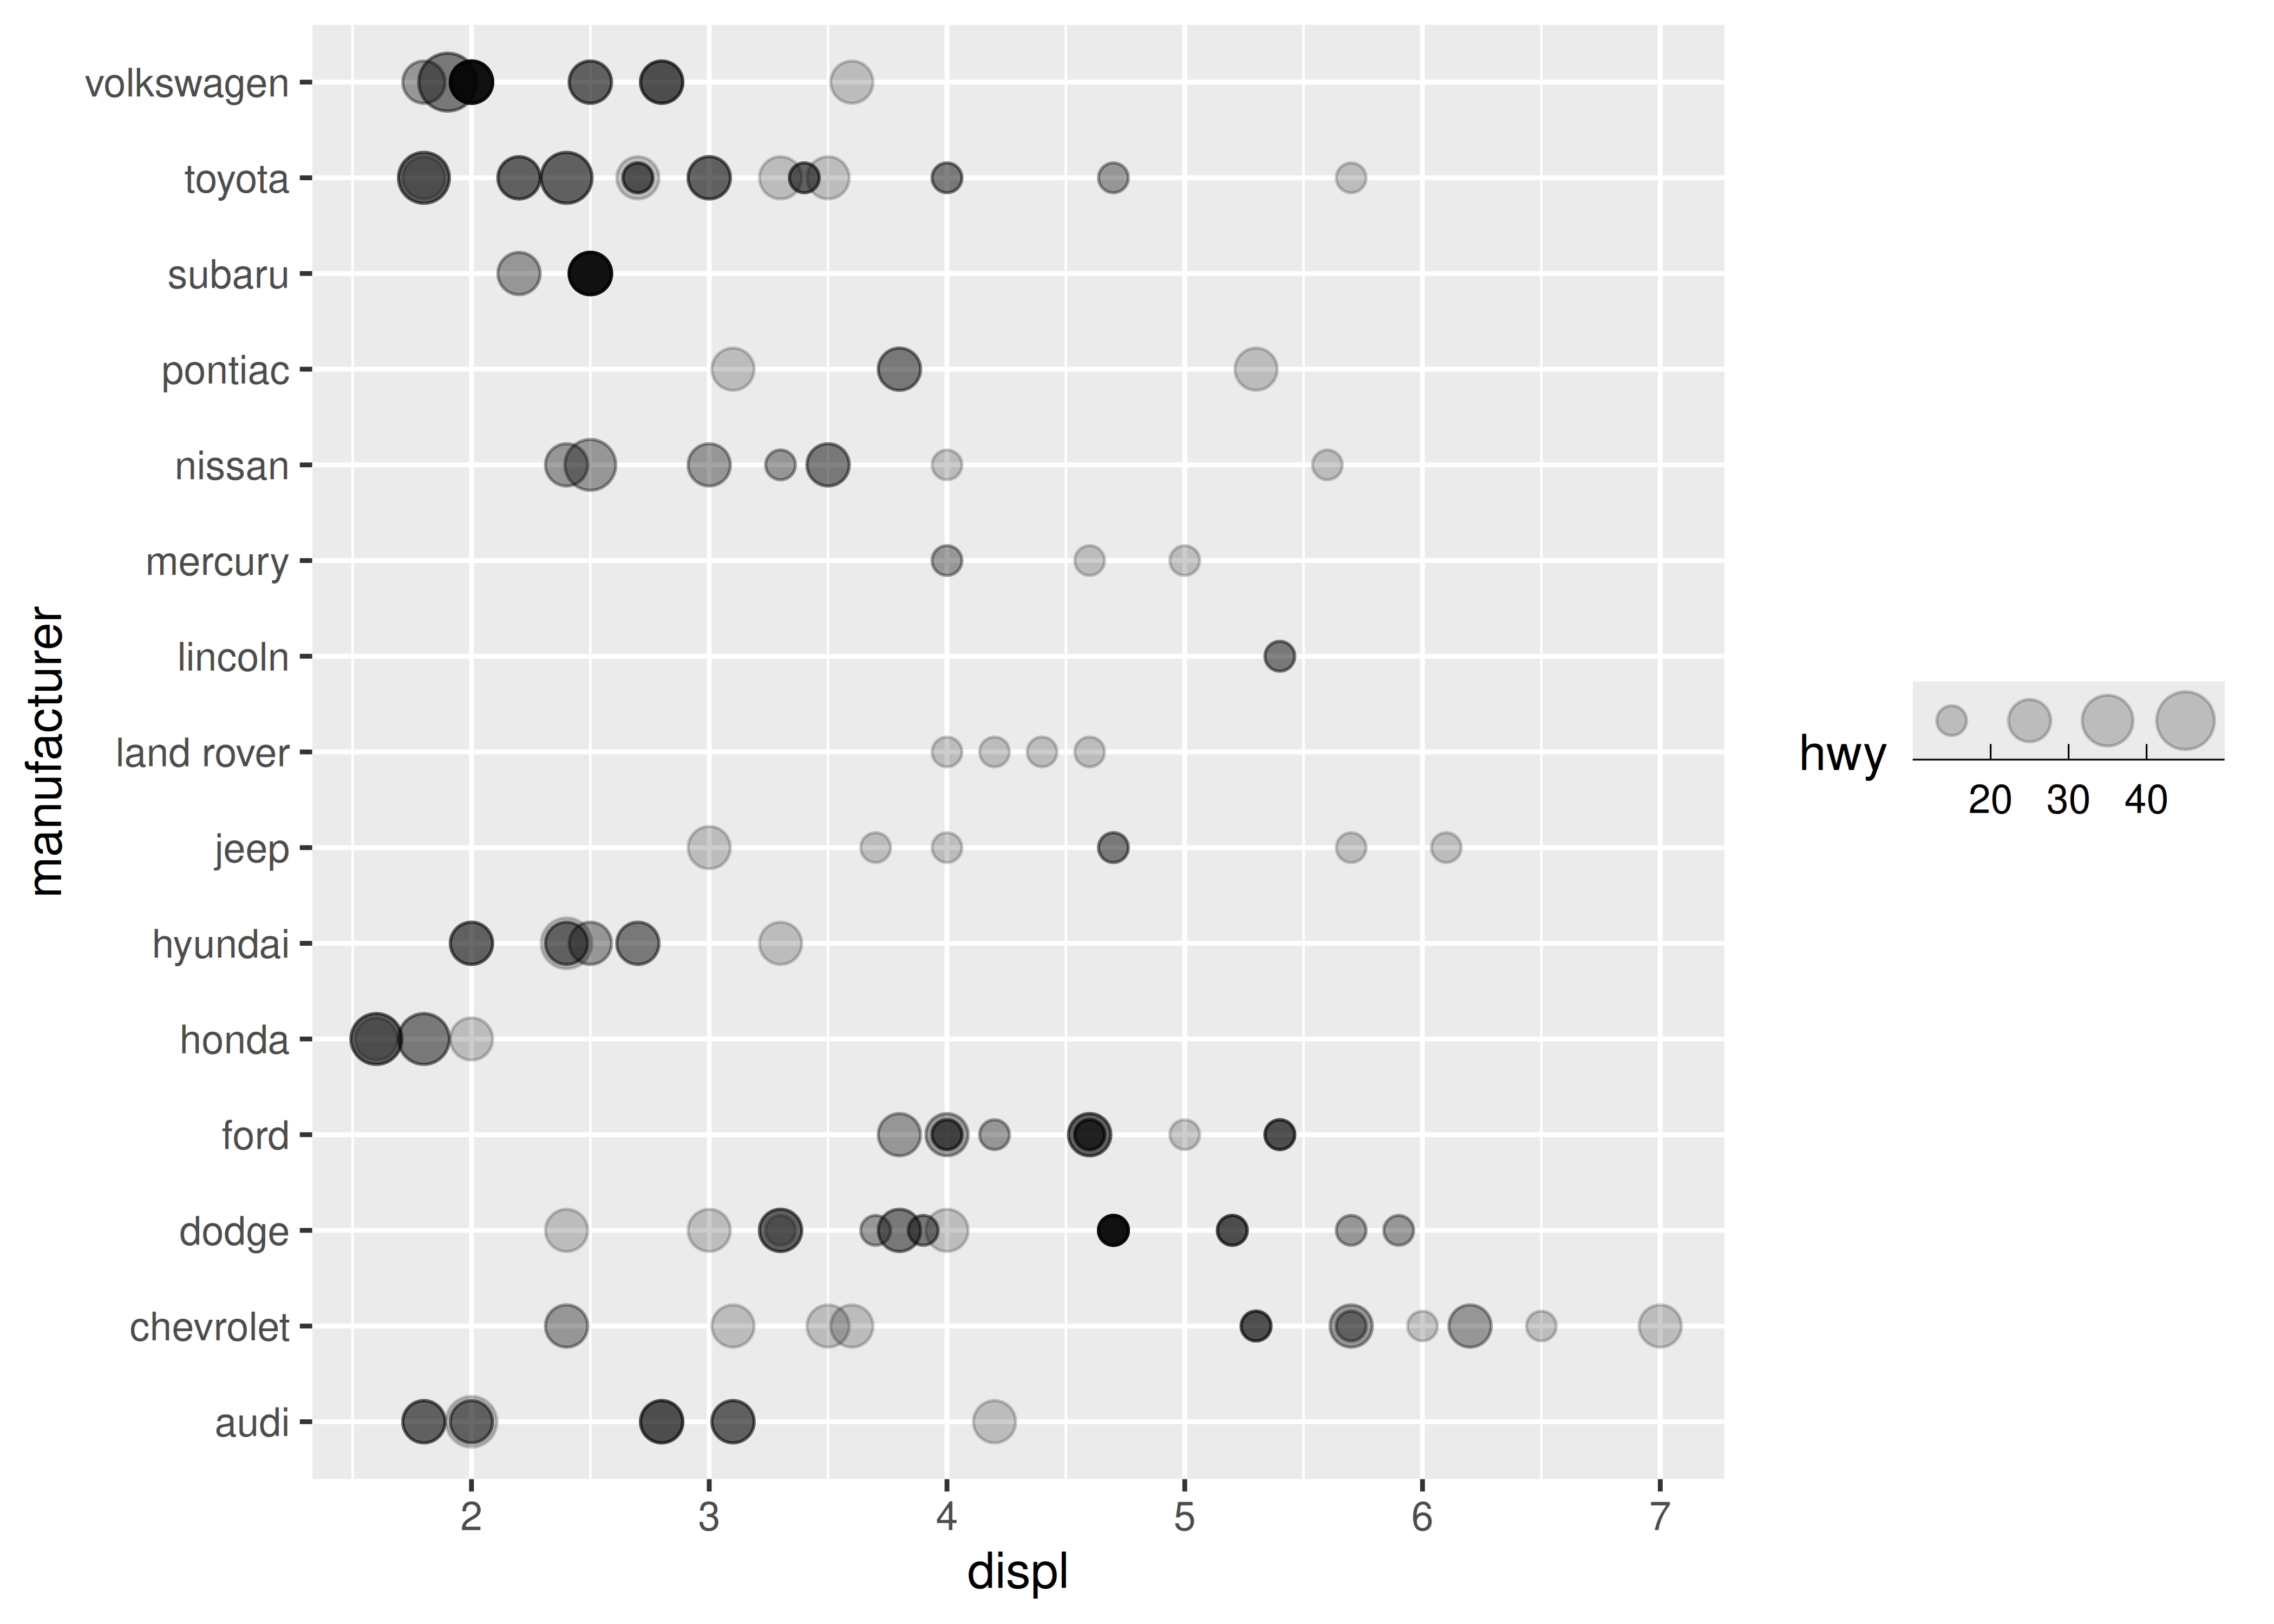 manufacturer
volkswagen
toyota
subaru
pontiac
nissan
mercury
lincoln
land rover
jeep
hyundai
honda
ford
dodge
chevrolet
audi
2 3 4 5 6 7
displ
hwy
20 30 40